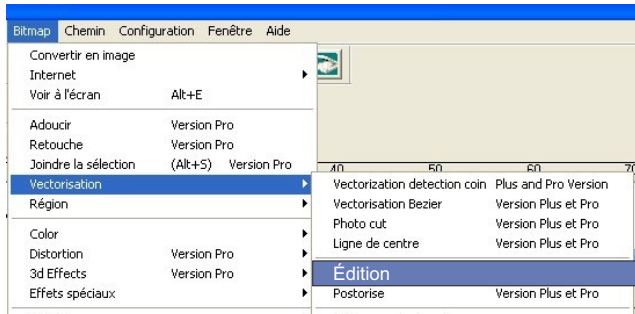 Bitmap Chemin Configuration Fenêtre Aide
Convertir en image
Internet
Voir à l'écran Alt+E
Adoucir Version Pro
Retouche Version Pro
Joindre la sélection (Alt+S) Version Pro
40 50 60 70
Vectorisation
Région
Color
Distortion Version Pro
3d Effects Version Pro
Effets spéciaux
Vectorization detection coin Plus and Pro Version
Vectorisation Bezier Version Plus et Pro
Photo cut Version Plus et Pro
Ligne de centre Version Plus et Pro
Édition
Postorise Version Plus et Pro